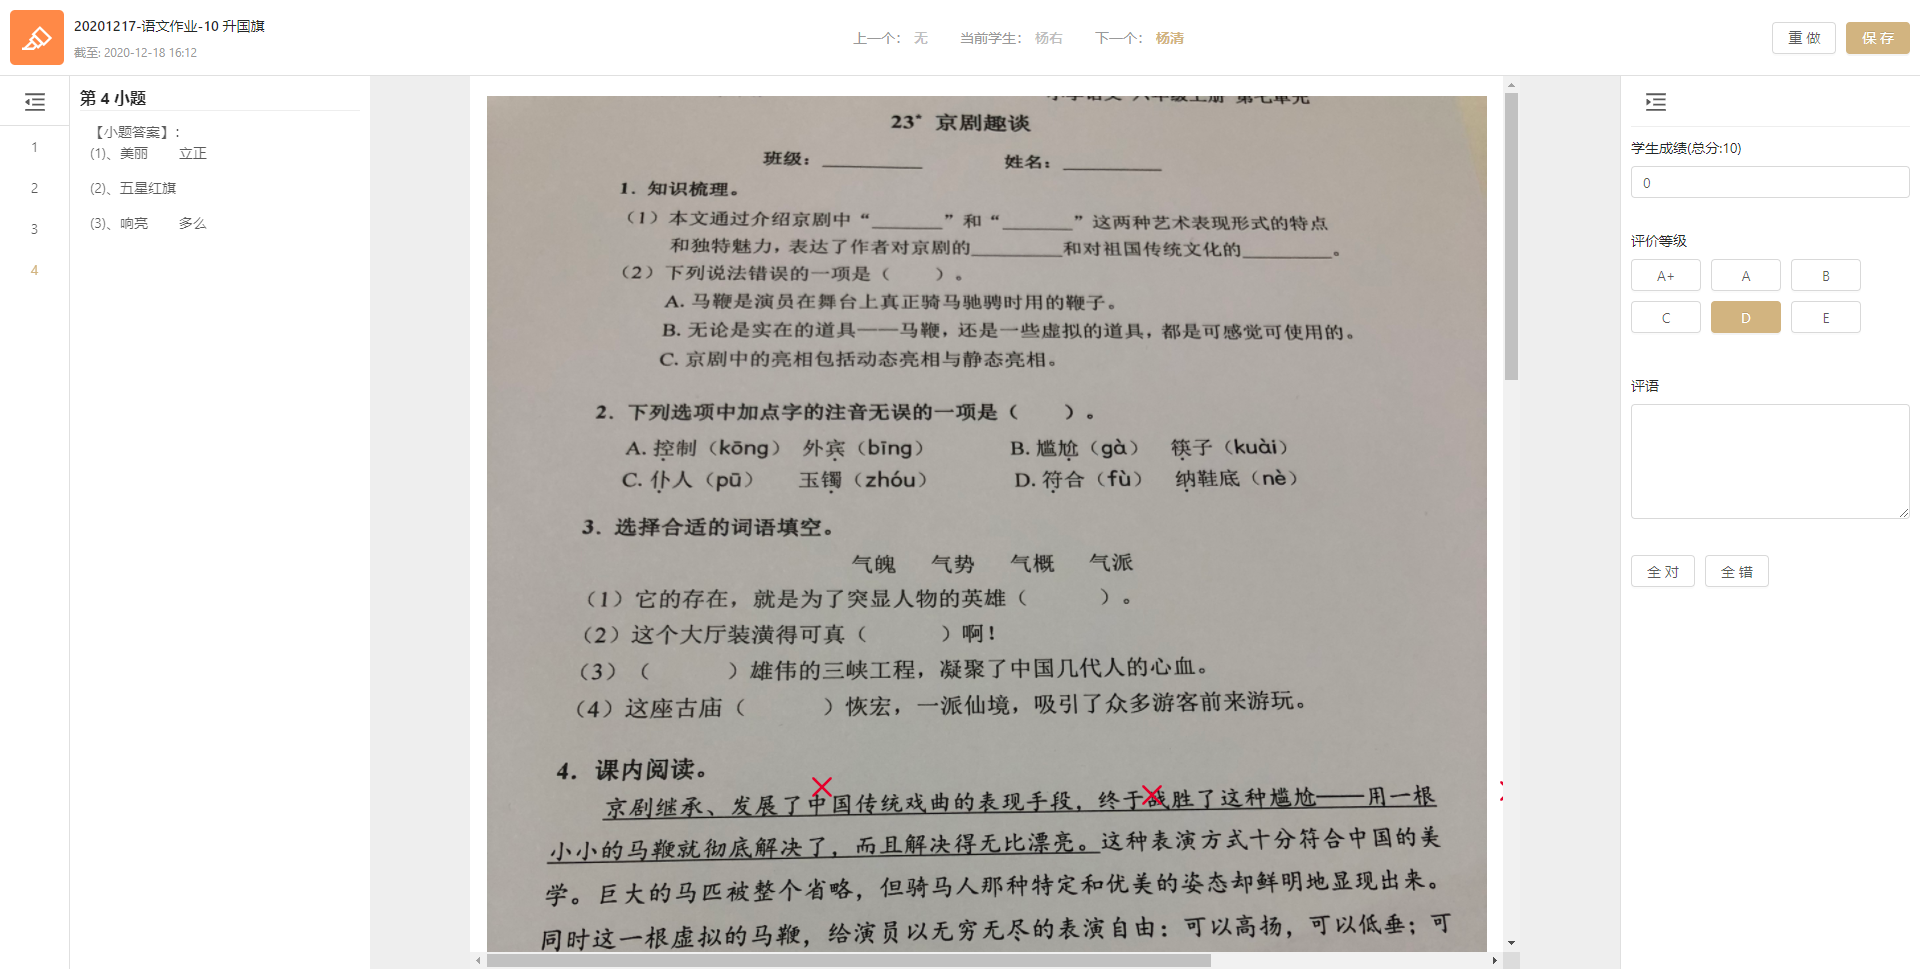 20201217-语文作业-10 升国旗
截至: 2020-12-18 16:12
上一个： 无 当前学生： 杨右 下一个： 杨清
重 做 保 存
第 4 小题
【小题答案】：
(1)、美丽 立正
(2)、五星红旗
(3)、响亮 多么
1
2
3
4
23* 京剧趣谈
班级：__________ 姓名：__________
1. 知识梳理。
（1）本文通过介绍京剧中“_______”和“_______”这两种艺术表现形式的特点
和独特魅力，表达了作者对京剧的_________和对祖国传统文化的_________。
（2）下列说法错误的一项是（ ）。
A. 马鞭是演员在舞台上真正骑马驰骋时用的鞭子。
B. 无论是实在的道具——马鞭，还是一些虚拟的道具，都是可感觉可使用的。
C. 京剧中的亮相包括动态亮相与静态亮相。
2. 下列选项中加点字的注音无误的一项是（ ）。
A. 控制（kōng） 外宾（bīng） B. 尴尬（gà） 筷子（kuài）
C. 仆人（pū） 玉镯（zhóu） D. 符合（fù） 纳鞋底（nè）
3. 选择合适的词语填空。
气魄 气势 气概 气派
（1）它的存在，就是为了突显人物的英雄（ ）。
（2）这个大厅装潢得可真（ ）啊！
（3）（ ）雄伟的三峡工程，凝聚了中国几代人的心血。
（4）这座古庙（ ）恢宏，一派仙境，吸引了众多游客前来游玩。
4. 课内阅读。
京剧继承、发展了中国传统戏曲的表现手段，终于战胜了这种尴尬——用一根
小小的马鞭就彻底解决了，而且解决得无比漂亮。这种表演方式十分符合中国的美
学。巨大的马匹被整个省略，但骑马人那种特定和优美的姿态却鲜明地显现出来。
同时这一根虚拟的马鞭，给演员以无穷无尽的表演自由：可以高扬，可以低垂；可
学生成绩(总分:10)
0
评价等级
A+ A B
C D E
评语
全 对 全 错